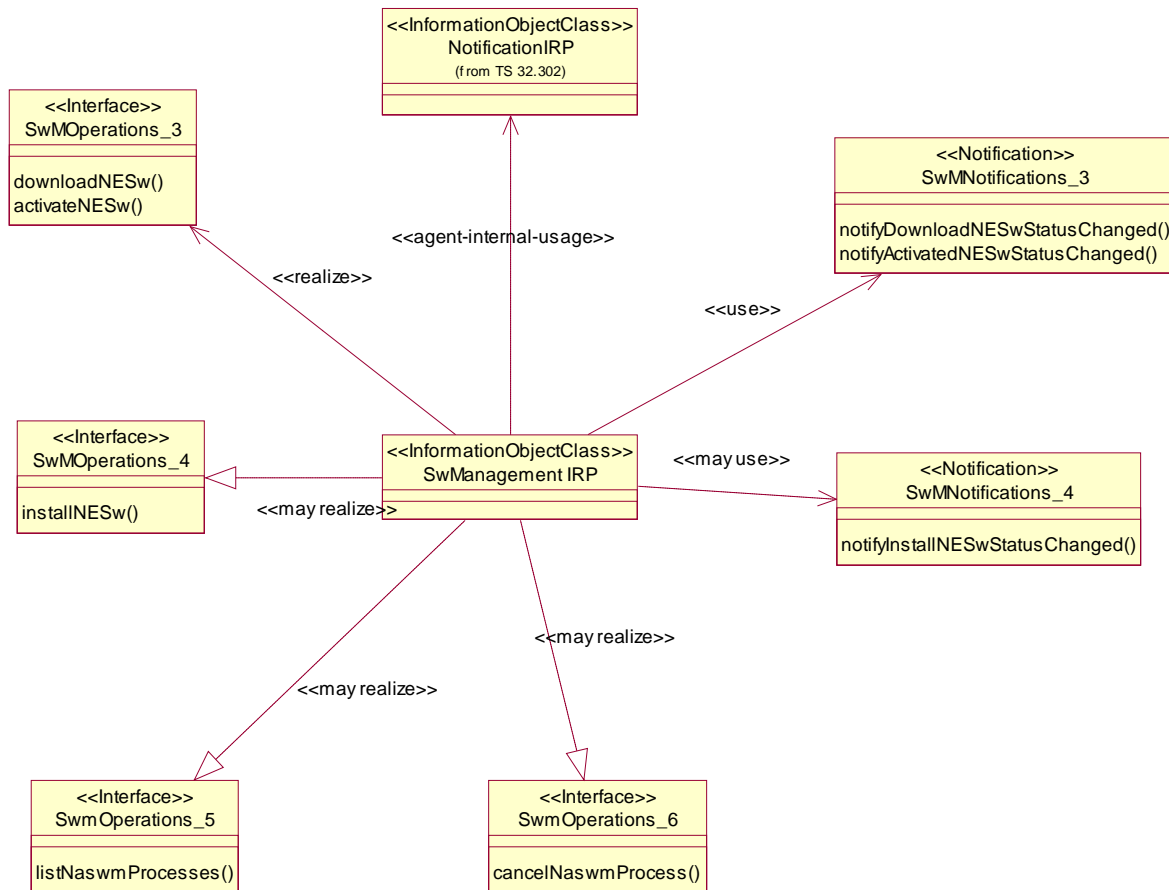 <<InformationObjectClass>>
NotificationIRP
(from TS 32.302)
<<Interface>>
SwMOperations_3
downloadNESw()
activateNESw()
<<Notification>>
SwMNotifications_3
notifyDownloadNESwStatusChanged()
notifyActivatedNESwStatusChanged()
<<agent-internal-usage>>
<<realize>>
<<use>>
<<Interface>>
SwMOperations_4
installNESw()
<<may realize>>
<<InformationObjectClass>>
SwManagement IRP
<<may use>>
<<Notification>>
SwMNotifications_4
notifyInstallNESwStatusChanged()
<<may realize>>
<<may realize>>
<<Interface>>
SwmOperations_5
listNaswmProcesses()
<<Interface>>
SwmOperations_6
cancelNaswmProcess()